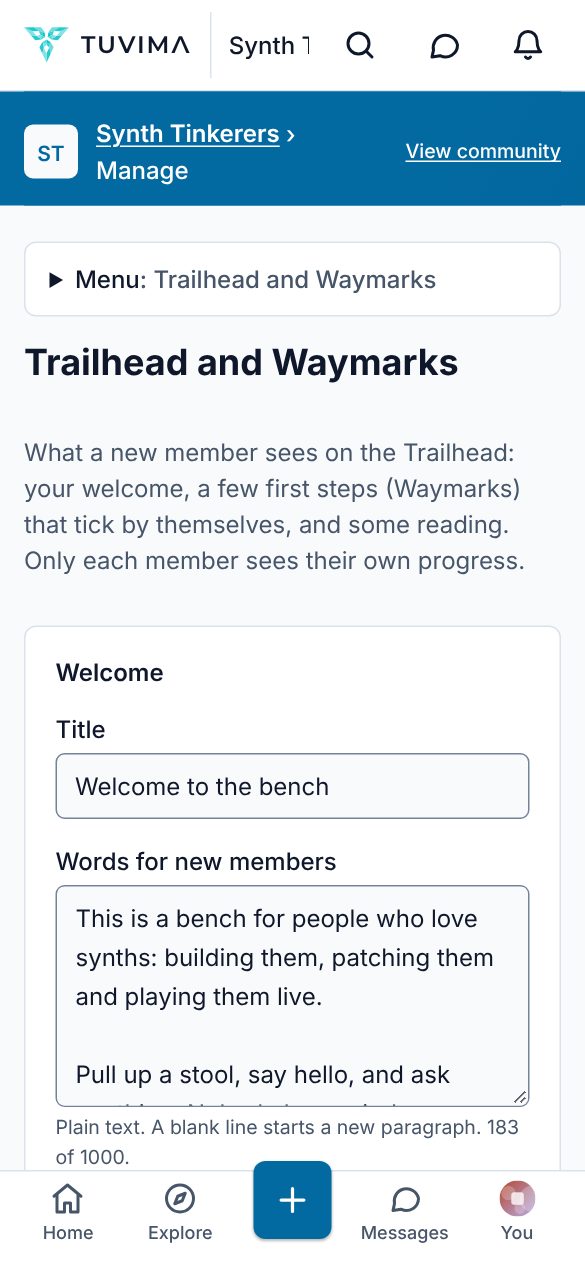 TUVIMA
Synth
ST
Synth Tinkerers ›
Manage
View community
Menu: Trailhead and Waymarks
Trailhead and Waymarks
What a new member sees on the Trailhead:
your welcome, a few first steps (Waymarks)
that tick by themselves, and some reading.
Only each member sees their own progress.
Welcome
Title
Welcome to the bench
Words for new members
This is a bench for people who love
synths: building them, patching them
and playing them live.
Pull up a stool, say hello, and ask
Plain text. A blank line starts a new paragraph. 183
of 1000.
Home
Explore
Messages
You